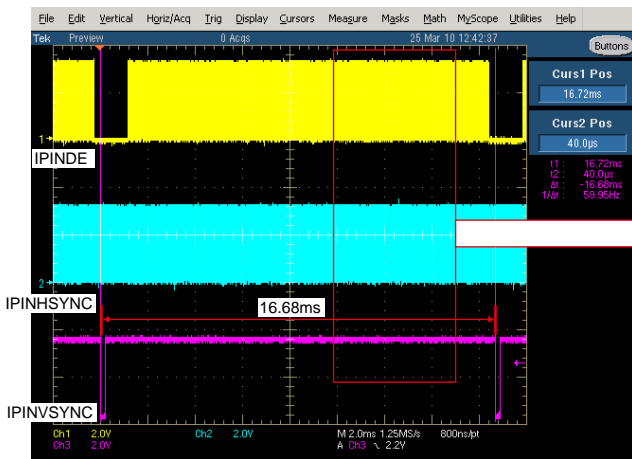 File Edit Vertical Horiz/Acq Trig Display Cursors Measure Masks Math MyScope Utilities Help
Tek Preview 0 Acqs 25 Mar 10 12:42:37
Buttons
Curs1 Pos
16.72ms
Curs2 Pos
40.0µs
t1: 16.72ms
t2: 40.0µs
Δt: -16.68ms
1/Δt: 59.95Hz
1
IPINDE
2
IPINHSYNC
16.68ms
IPINVSYNC
Ch1 2.0V Ch2 2.0V M 2.0ms 1.25MS/s 800ns/pt
Ch3 2.0V A Ch3 \ 2.2V